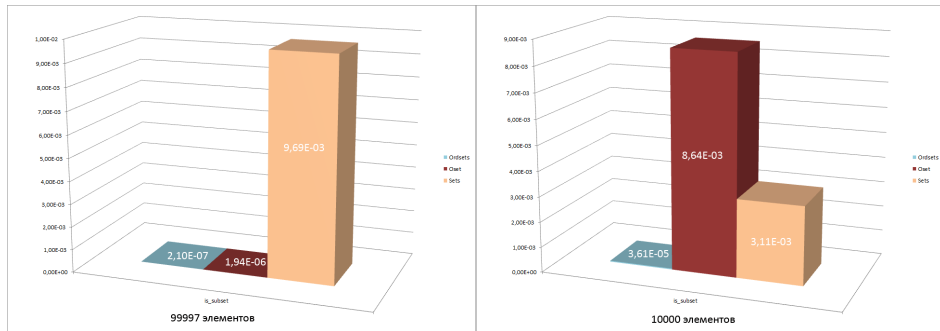 1,00E-02
9,00E-03
8,00E-03
7,00E-03
6,00E-03
5,00E-03
4,00E-03
3,00E-03
2,00E-03
1,00E-03
0,00E+00
9,69E-03
2,10E-07
1,94E-06
Ordsets
Oset
Sets
is_subset
99997 элементов
9,00E-03
8,00E-03
7,00E-03
6,00E-03
5,00E-03
4,00E-03
3,00E-03
2,00E-03
1,00E-03
0,00E+00
8,64E-03
3,11E-03
3,61E-05
Ordsets
Oset
Sets
is_subset
10000 элементов